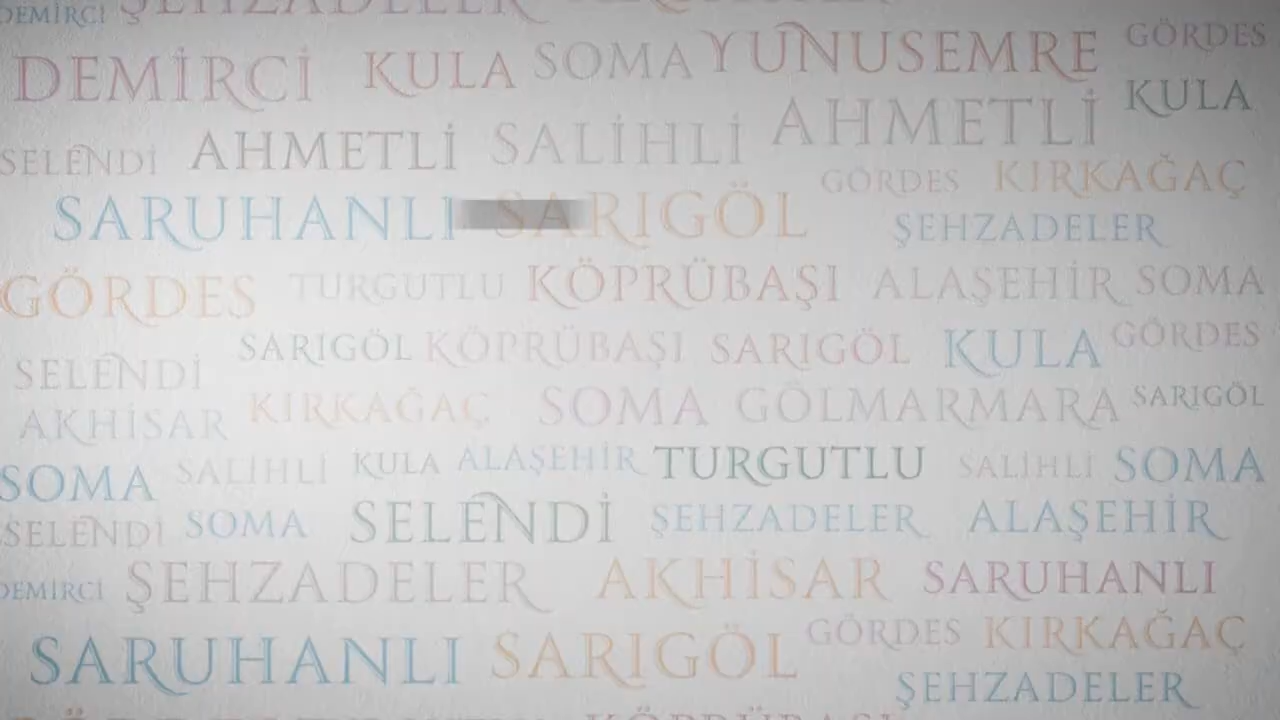 DEMİRCİ ŞEHZADELER
DEMİRCİ KULA SOMA YUNUSEMRE GÖRDES
SELENDİ AHMETLİ SALİHLİ AHMETLİ KULA
SARUHANLI SARIGÖL GÖRDES KIRKAĞAÇ
ŞEHZADELER
GÖRDES TURGUTLU KÖPRÜBAŞI ALAŞEHİR SOMA
SELENDİ SARIGÖL KÖPRÜBAŞI SARIGÖL KULA GÖRDES
AKHİSAR KIRKAĞAÇ SOMA GÖLMARMARA SARIGÖL
SOMA SALİHLİ KULA ALAŞEHİR TURGUTLU SALİHLİ SOMA
SELENDİ SOMA SELENDİ ŞEHZADELER ALAŞEHİR
DEMİRCİ ŞEHZADELER AKHİSAR SARUHANLI
SARUHANLI SARIGÖL GÖRDES KIRKAĞAÇ
ŞEHZADELER
KÖPRÜBAŞI